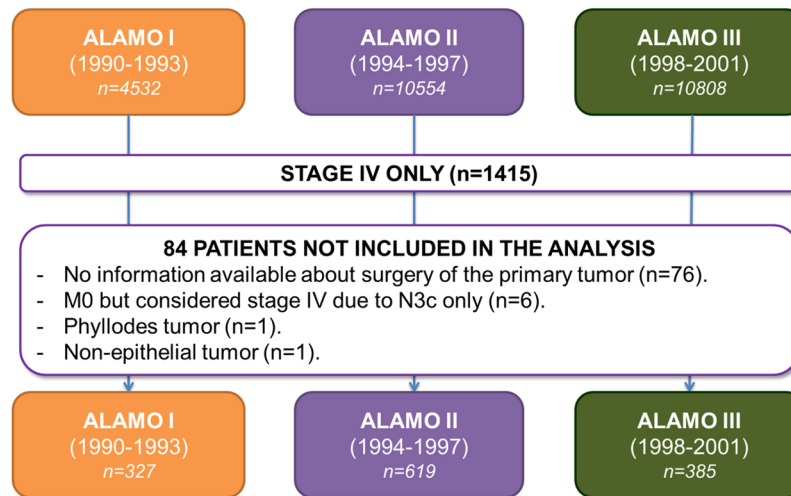 ALAMO I
(1990-1993)
n=4532
ALAMO II
(1994-1997)
n=10554
ALAMO III
(1998-2001)
n=10808
STAGE IV ONLY (n=1415)
84 PATIENTS NOT INCLUDED IN THE ANALYSIS
- No information available about surgery of the primary tumor (n=76).
- M0 but considered stage IV due to N3c only (n=6).
- Phyllodes tumor (n=1).
- Non-epithelial tumor (n=1).
ALAMO I
(1990-1993)
n=327
ALAMO II
(1994-1997)
n=619
ALAMO III
(1998-2001)
n=385